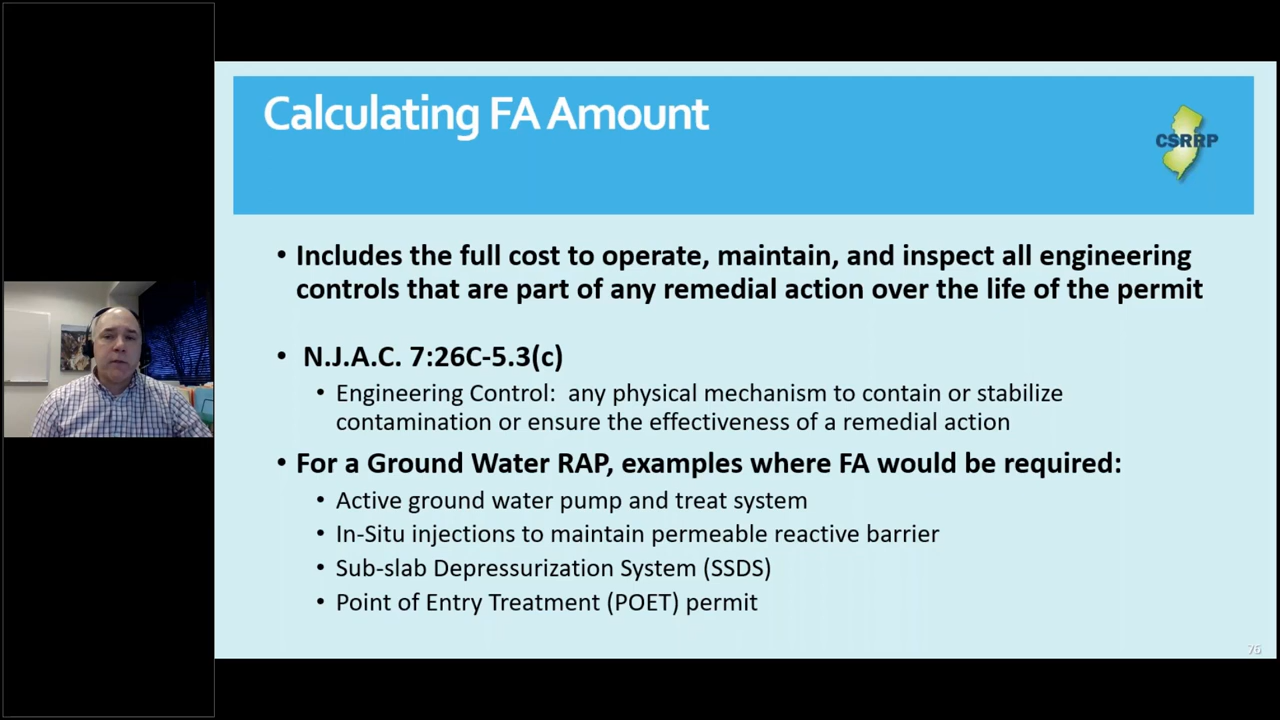 Calculating FA Amount
CSRRP
• Includes the full cost to operate, maintain, and inspect all engineering
controls that are part of any remedial action over the life of the permit
• N.J.A.C. 7:26C-5.3(c)
• Engineering Control: any physical mechanism to contain or stabilize
contamination or ensure the effectiveness of a remedial action
• For a Ground Water RAP, examples where FA would be required:
• Active ground water pump and treat system
• In-Situ injections to maintain permeable reactive barrier
• Sub-slab Depressurization System (SSDS)
• Point of Entry Treatment (POET) permit
76